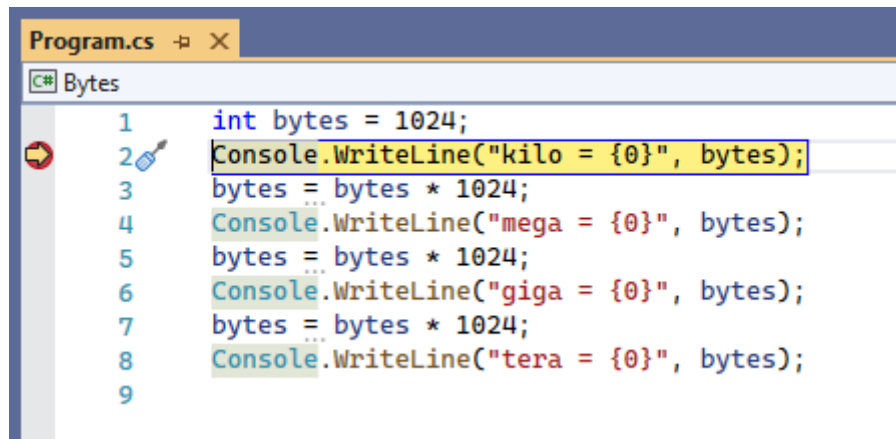 Program.cs
C# Bytes
1 int bytes = 1024;
2 Console.WriteLine("kilo = {0}", bytes);
3 bytes = bytes * 1024;
4 Console.WriteLine("mega = {0}", bytes);
5 bytes = bytes * 1024;
6 Console.WriteLine("giga = {0}", bytes);
7 bytes = bytes * 1024;
8 Console.WriteLine("tera = {0}", bytes);
9